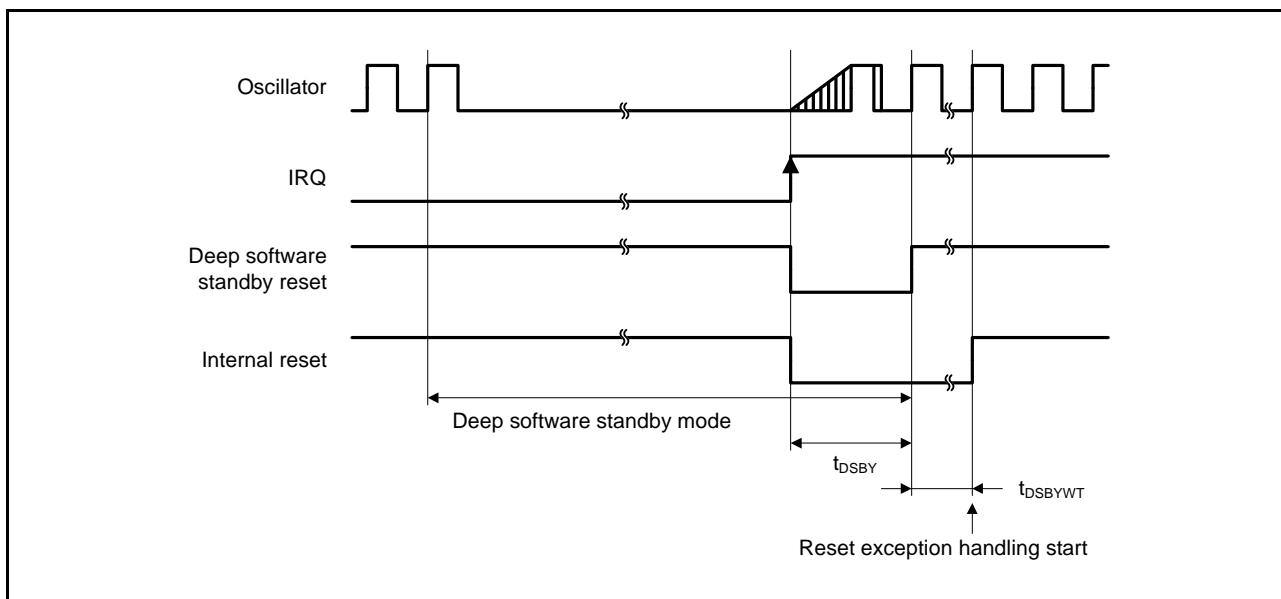 Oscillator
IRQ
Deep software
standby reset
Internal reset
Deep software standby mode
tDSBY
tDSBYWT
Reset exception handling start